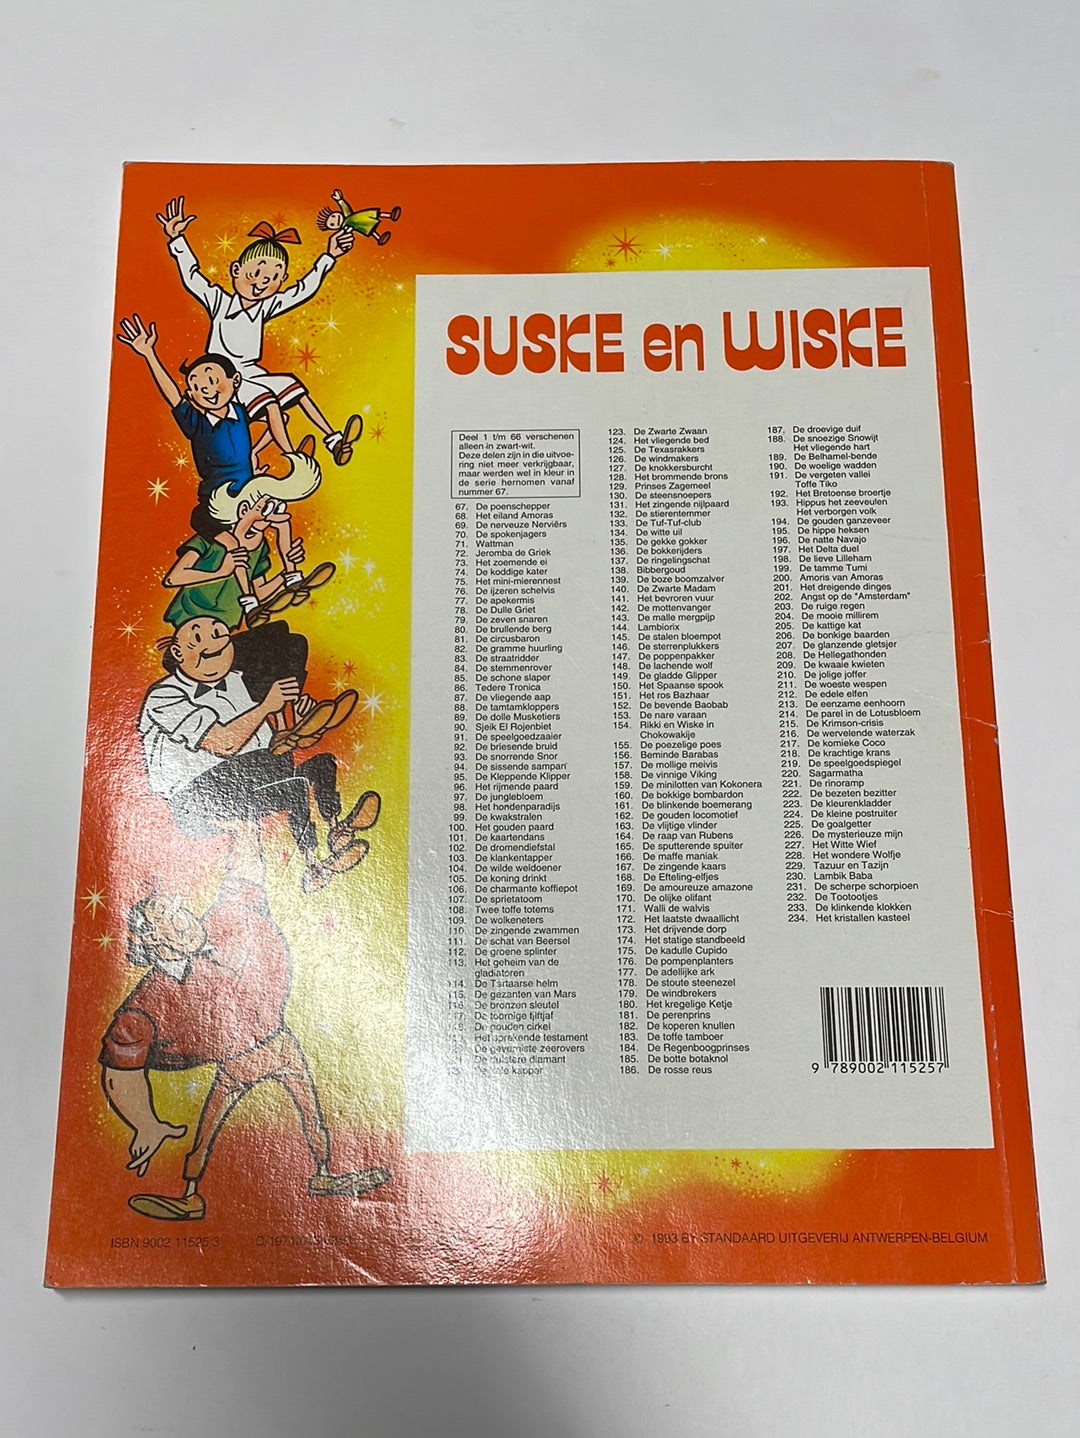 SUSKE en WISKE
Deel 1 t/m 66 verschenen
alleen in zwart-wit.
Deze delen zijn in die uitvoe-
ring niet meer verkrijgbaar,
maar werden wel in kleur in
de serie hernomen vanaf
nummer 67.
67. De poenschepper
68. Het eiland Amoras
69. De nerveuze Nerviërs
70. De spokenjagers
71. Wattman
72. Jeromba de Griek
73. Het zoemende ei
74. De koddige kater
75. Het mini-mierennest
76. De ijzeren schelvis
77. De apekermis
78. De Dulle Griet
79. De zeven snaren
80. De brullende berg
81. De circusbaron
82. De gramme huurling
83. De straatridder
84. De stemmenrover
85. De schone slaper
86. Tedere Tronica
87. De vliegende aap
88. De tamtamkloppers
89. De dolle Musketiers
90. Sjeik El Rojenbiet
91. De speelgoedzaaier
92. De briesende bruid
93. De snorrende Snor
94. De sissende sampan
95. De Kleppende Klipper
96. Het rijmende paard
97. De junglebloem
98. Het hondenparadijs
99. De kwakstralen
100. Het gouden paard
101. De kaartendans
102. De dromendiefstal
103. De klankentapper
104. De wilde weldoener
105. De koning drinkt
106. De charmante koffiepot
107. De sprietatoom
108. Twee toffe totems
109. De wolkeneters
110. De zingende zwammen
111. De schat van Beersel
112. De groene splinter
113. Het geheim van de
gladiatoren
114. De Tartaarse helm
115. De gezanten van Mars
116. De bronzen sleutel
117. De toornige tjiftjaf
De gouden cirkel
Het sprekende testament
De geverniste zeerovers
De duistere diamant
kappar
123. De Zwarte Zwaan
124. Het vliegende bed
125. De Texasrakkers
126. De windmakers
127. De knokkersburcht
128. Het brommende brons
129. Prinses Zagemeel
130. De steensnoepers
131. Het zingende nijlpaard
132. De stierentemmer
133. De Tuf-Tuf-club
134. De witte uil
135. De gekke gokker
136. De bokkerijders
137. De ringelingschat
138. Bibbergoud
139. De boze boomzalver
140. De Zwarte Madam
141. Het bevroren vuur
142. De mottenvanger
143. De malle mergpijp
144. Lambiorix
145. De stalen bloempot
146. De sterrenplukkers
147. De poppenpakker
148. De lachende wolf
149. De gladde Glipper
150. Het Spaanse spook
151. Het ros Bazhaar
152. De bevende Baobab
153. De nare varaan
154. Rikki en Wiske in
Chokowakije
155. De poezelige poes
156. Beminde Barabas
157. De mollige meivis
158. De vinnige Viking
159. De minilotten van Kokonera
160. De bokkige bombardon
161. De blinkende boemerang
162. De gouden locomotief
163. De vlijtige vlinder
164. De raap van Rubens
165. De sputterende spuiter
166. De maffe maniak
167. De zingende kaars
168. De Efteling-elfjes
169. De amoureuze amazone
170. De olijke olifant
171. Walli de walvis
172. Het laatste dwaallicht
173. Het drijvende dorp
174. Het statige standbeeld
175. De kadulle Cupido
176. De pompenplanters
177. De adellijke ark
178. De stoute steenezel
179. De windbrekers
180. Het kregelige Ketje
181. De perenprins
182. De koperen knullen
183. De toffe tamboer
184. De Regenboogprinses
185. De botte botaknol
186. De rosse reus
187. De droevige duif
188. De snoezige Snowijt
Het vliegende hart
189. De Belhamel-bende
190. De woelige wadden
191. De vergeten vallei
Toffe Tiko
192. Het Bretoense broertje
193. Hippus het zeeveulen
Het verborgen volk
194. De gouden ganzeveer
195. De hippe heksen
196. De natte Navajo
197. Het Delta duel
198. De lieve Lilleham
199. De tamme Tumi
200. Amoris van Amoras
201. Het dreigende dinges
202. Angst op de "Amsterdam"
203. De ruige regen
204. De mooie millirem
205. De kattige kat
206. De bonkige baarden
207. De glanzende gletsjer
208. De Hellegathonden
209. De kwaaie kwieten
210. De jolige joffer
211. De woeste wespen
212. De edele elfen
213. De eenzame eenhoorn
214. De parel in de Lotusbloem
215. De Krimson-crisis
216. De wervelende waterzak
217. De komieke Coco
218. De krachtige krans
219. De speelgoedspiegel
220. Sagarmatha
221. De rinoramp
222. De bezeten bezitter
223. De kleurenkladder
224. De kleine postruiter
225. De goalgetter
226. De mysterieuze mijn
227. Het Witte Wief
228. Het wondere Wolfje
229. Tazuur en Tazijn
230. Lambik Baba
231. De scherpe schorpioen
232. De Tootootjes
233. De klinkende klokken
234. Het kristallen kasteel
9 789002 115257
ISBN 9002 11525 3
© 1993 BY STANDAARD UITGEVERIJ ANTWERPEN-BELGIUM